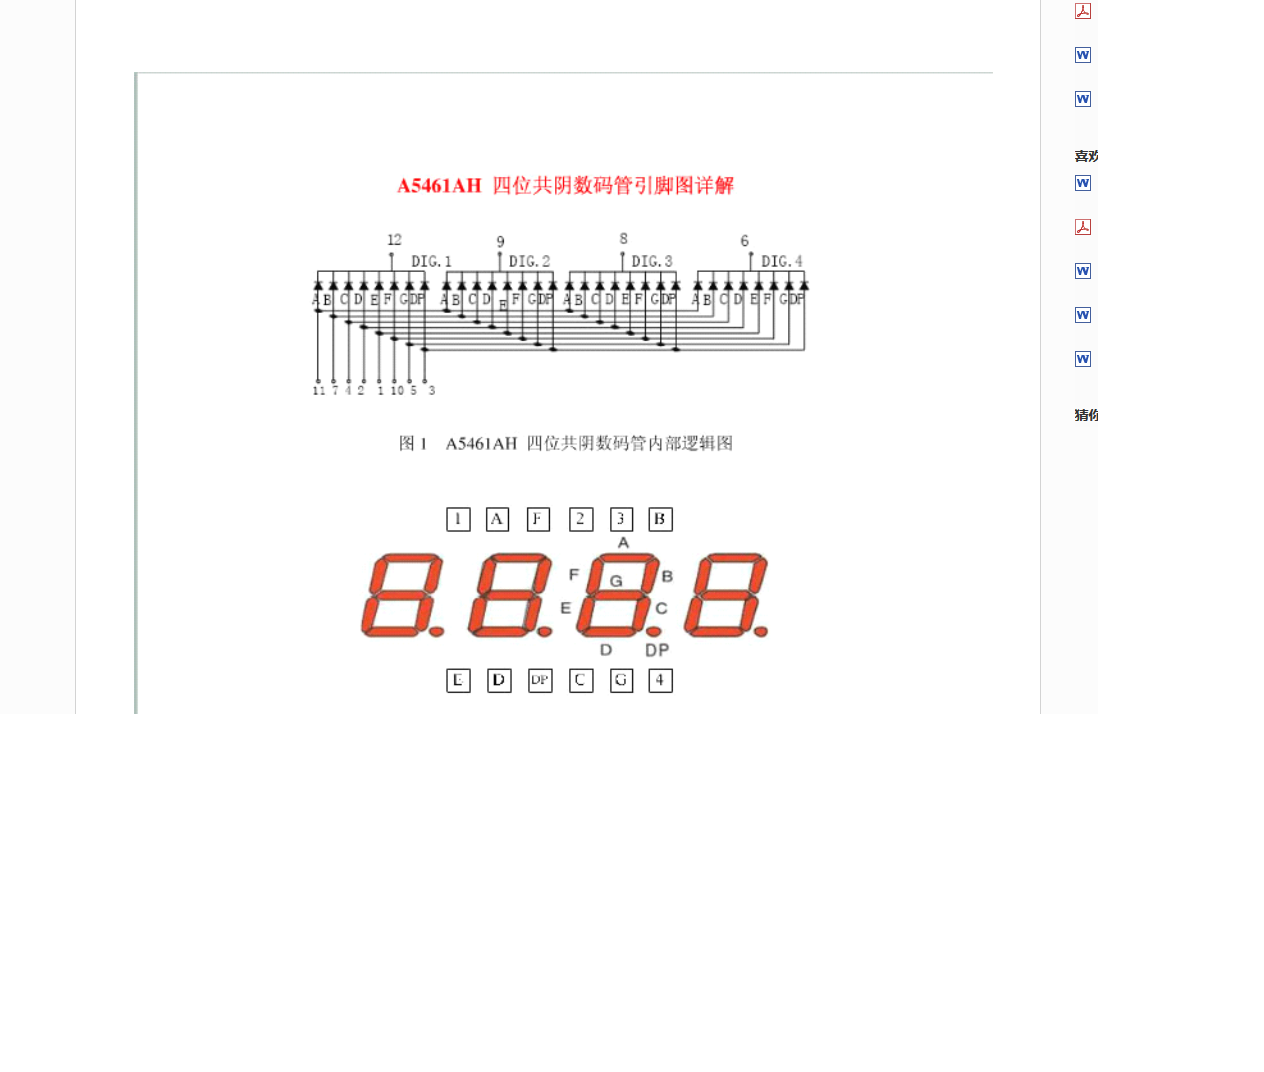 喜欢
A5461AH 四位共阴数码管引脚图详解
12 9 8 6
DIG.1 DIG.2 DIG.3 DIG.4
A B C D E F G DP A B C D E F G DP A B C D E F G DP A B C D E F G DP
11 7 4 2 1 10 5 3
猜你
图 1 A5461AH 四位共阴数码管内部逻辑图
1 A F 2 3 B
A
F G B
E C
D DP
E D DP C G 4
W
W
W
W
W
W